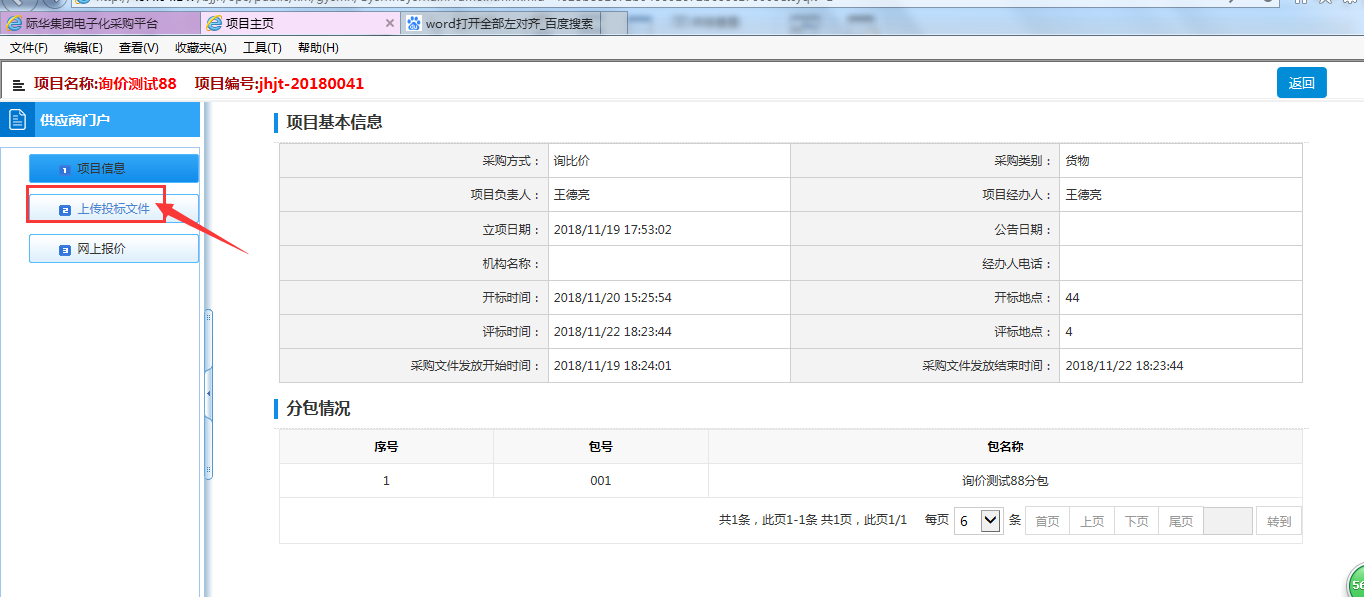 际华集团电子化采购平台 项目主页 word打开全部左对齐_百度搜索
文件(F) 编辑(E) 查看(V) 收藏夹(A) 工具(T) 帮助(H)
项目名称:询价测试88 项目编号:jhjt-20180041 返回
供应商门户
1 项目信息
2 上传投标文件
3 网上报价
项目基本信息
采购方式： 询比价 采购类别： 货物
项目负责人： 王德亮 项目经办人： 王德亮
立项日期： 2018/11/19 17:53:02 公告日期：
机构名称： 经办人电话：
开标时间： 2018/11/20 15:25:54 开标地点： 44
评标时间： 2018/11/22 18:23:44 评标地点： 4
采购文件发放开始时间： 2018/11/19 18:24:01 采购文件发放结束时间： 2018/11/22 18:23:44
分包情况
序号 包号 包名称
1 001 询价测试88分包
共1条，此页1-1条 共1页，此页1/1 每页 6 条 首页 上页 下页 尾页 转到